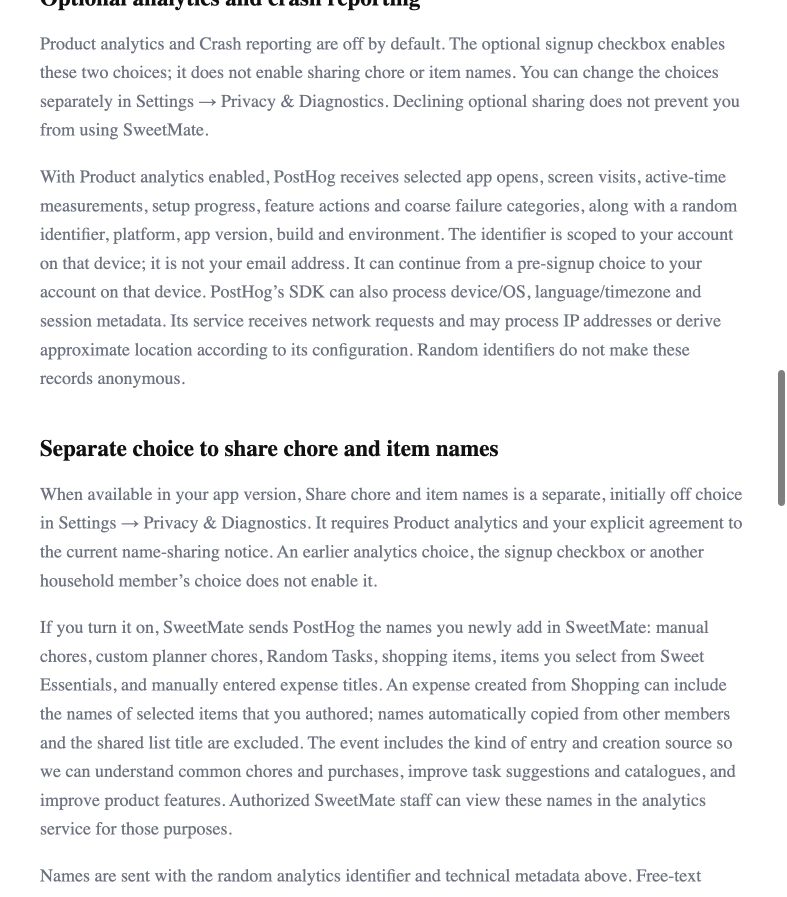 Optional analytics and crash reporting
Product analytics and Crash reporting are off by default. The optional signup checkbox enables
these two choices; it does not enable sharing chore or item names. You can change the choices
separately in Settings → Privacy & Diagnostics. Declining optional sharing does not prevent you
from using SweetMate.
With Product analytics enabled, PostHog receives selected app opens, screen visits, active-time
measurements, setup progress, feature actions and coarse failure categories, along with a random
identifier, platform, app version, build and environment. The identifier is scoped to your account
on that device; it is not your email address. It can continue from a pre-signup choice to your
account on that device. PostHog’s SDK can also process device/OS, language/timezone and
session metadata. Its service receives network requests and may process IP addresses or derive
approximate location according to its configuration. Random identifiers do not make these
records anonymous.
Separate choice to share chore and item names
When available in your app version, Share chore and item names is a separate, initially off choice
in Settings → Privacy & Diagnostics. It requires Product analytics and your explicit agreement to
the current name-sharing notice. An earlier analytics choice, the signup checkbox or another
household member’s choice does not enable it.
If you turn it on, SweetMate sends PostHog the names you newly add in SweetMate: manual
chores, custom planner chores, Random Tasks, shopping items, items you select from Sweet
Essentials, and manually entered expense titles. An expense created from Shopping can include
the names of selected items that you authored; names automatically copied from other members
and the shared list title are excluded. The event includes the kind of entry and creation source so
we can understand common chores and purchases, improve task suggestions and catalogues, and
improve product features. Authorized SweetMate staff can view these names in the analytics
service for those purposes.
Names are sent with the random analytics identifier and technical metadata above. Free-text